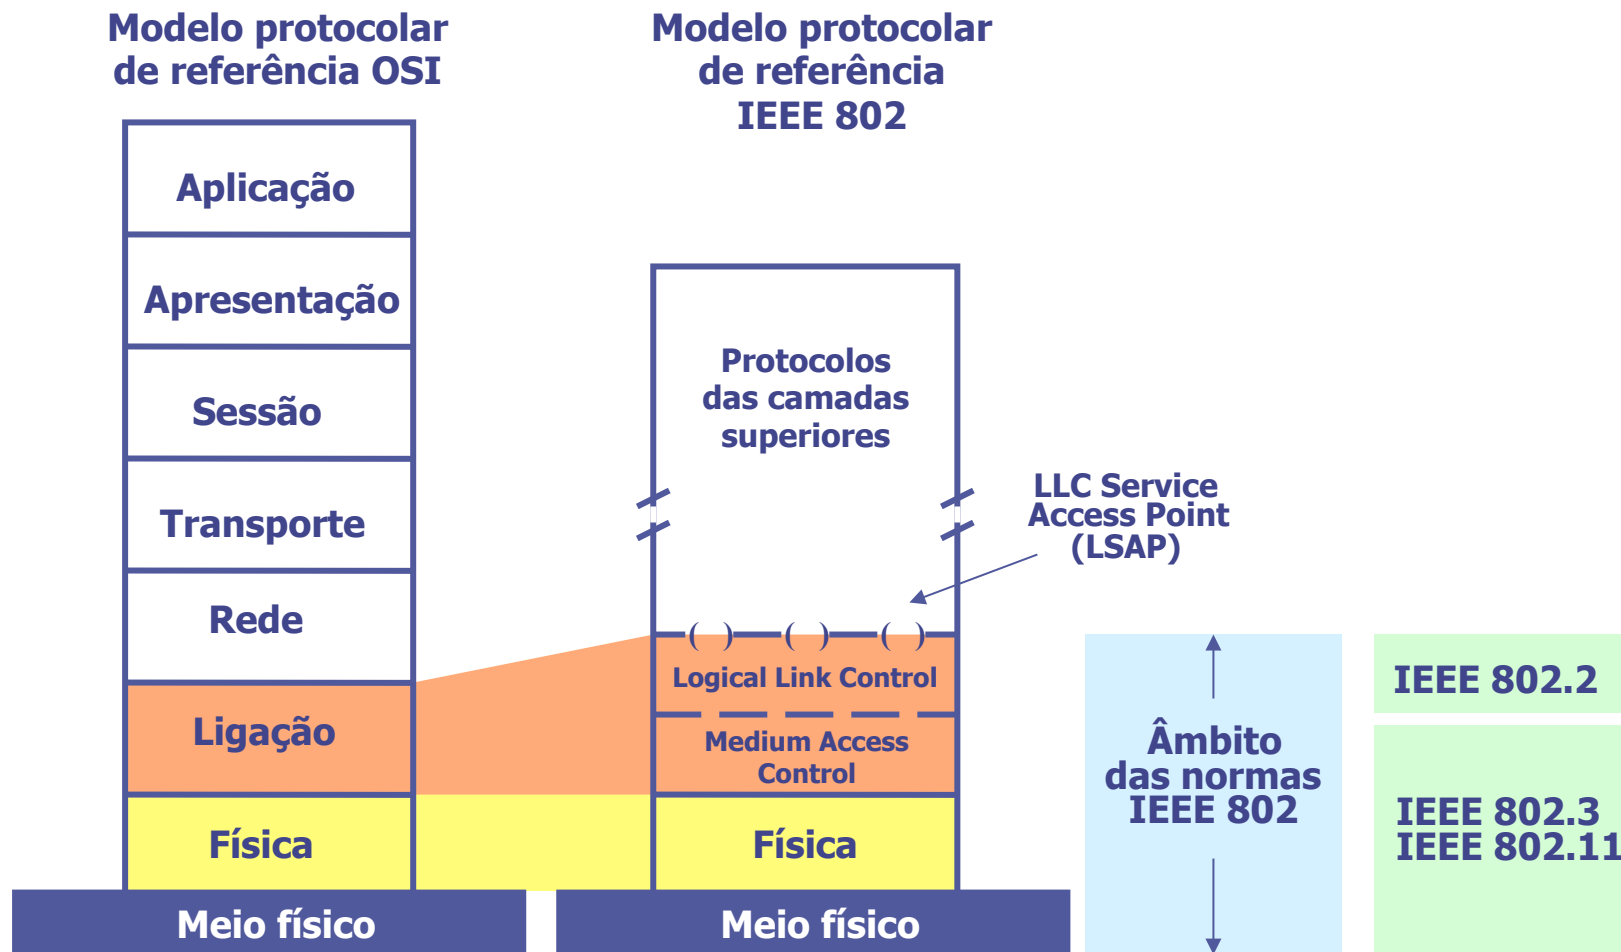 Modelo protocolar
de referência OSI
Aplicação
Apresentação
Sessão
Transporte
Rede
Ligação
Física
Meio físico
Modelo protocolar
de referência
IEEE 802
Protocolos
das camadas
superiores
LLC Service
Access Point
(LSAP)
Logical Link Control
Medium Access
Control
Física
Meio físico
Âmbito
das normas
IEEE 802
IEEE 802.2
IEEE 802.3
IEEE 802.11